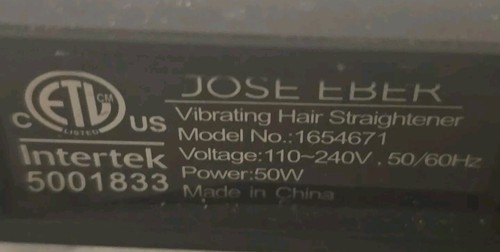 JOSE EBER
Vibrating Hair Straightener
Model No.:1654671
Voltage:110~240V, 50/60Hz
Power:50W
Made in China
ETL CM
LISTED
C US
Intertek
5001833